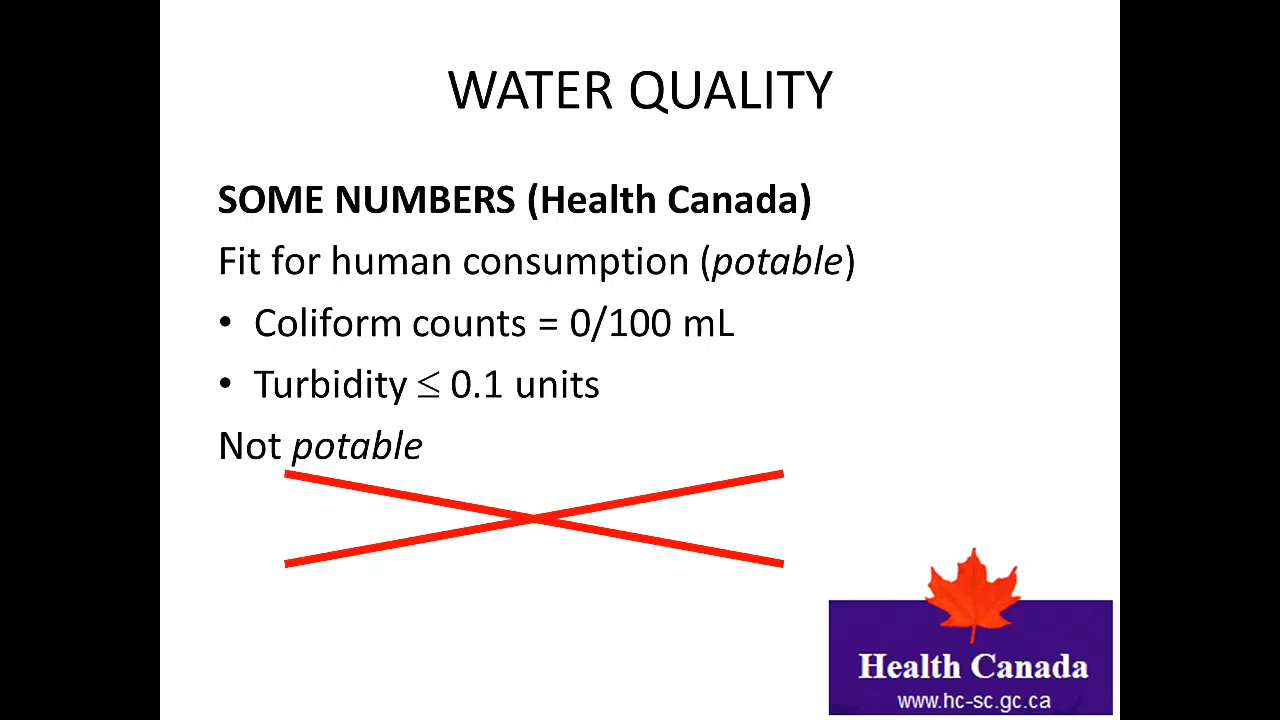 WATER QUALITY
SOME NUMBERS (Health Canada)
Fit for human consumption (potable)
• Coliform counts = 0/100 mL
• Turbidity ≤ 0.1 units
Not potable
Health Canada
www.hc-sc.gc.ca